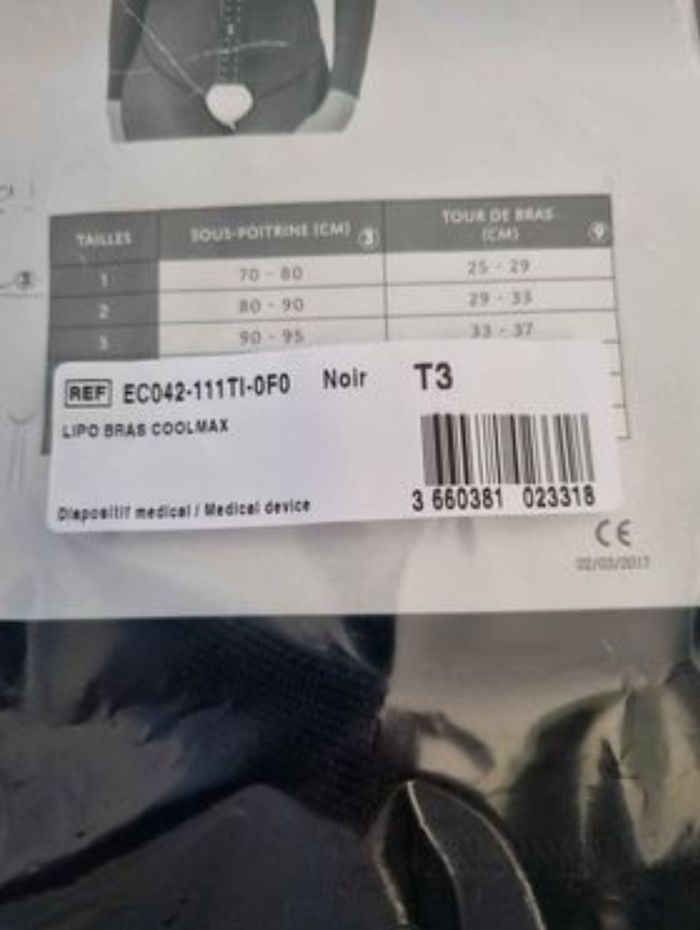 TAILLES SOUS-POITRINE (CM) 3 TOUR DE BRAS (CM) 9
1 70 - 80 25 - 29
2 80 - 90 29 - 33
3 90 - 95 33 - 37
REF EC042-111TI-0F0 Noir T3
LIPO BRAS COOLMAX
Dispositif medical / Medical device
3 660381 023318
CE
02/03/2017